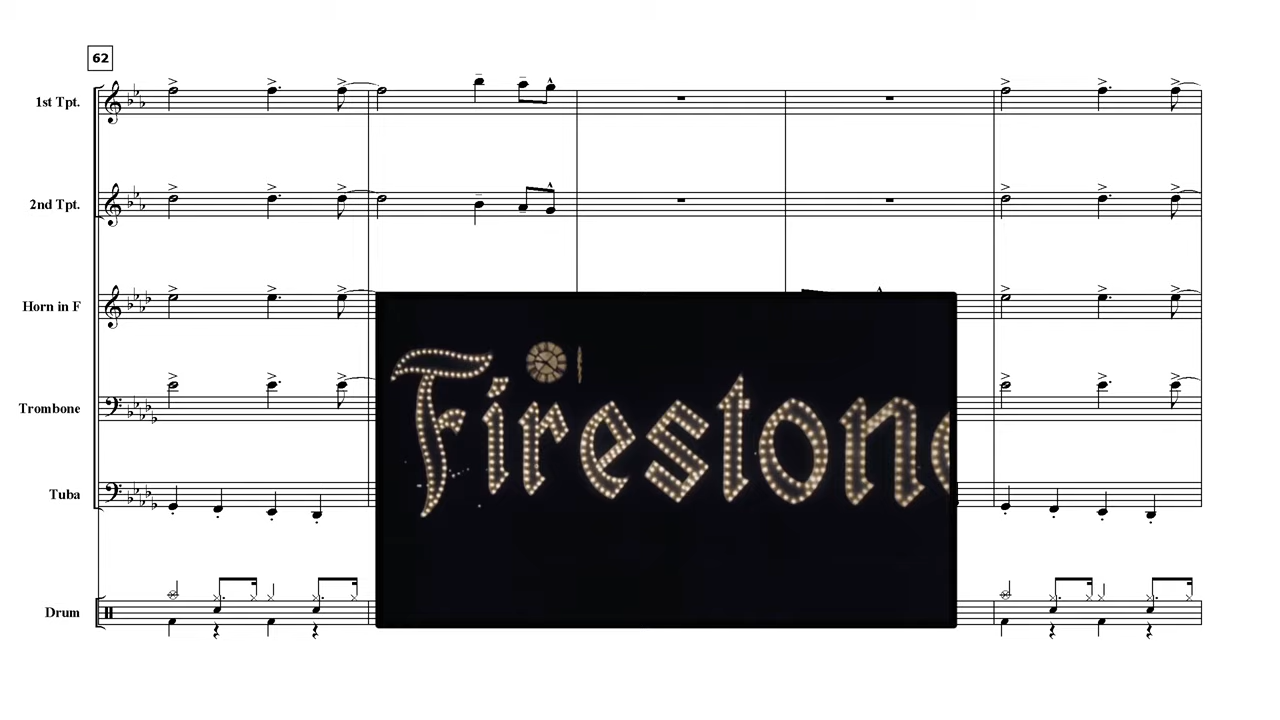 62
1st Tpt.
2nd Tpt.
Horn in F
Trombone
Tuba
Drum
Firestone